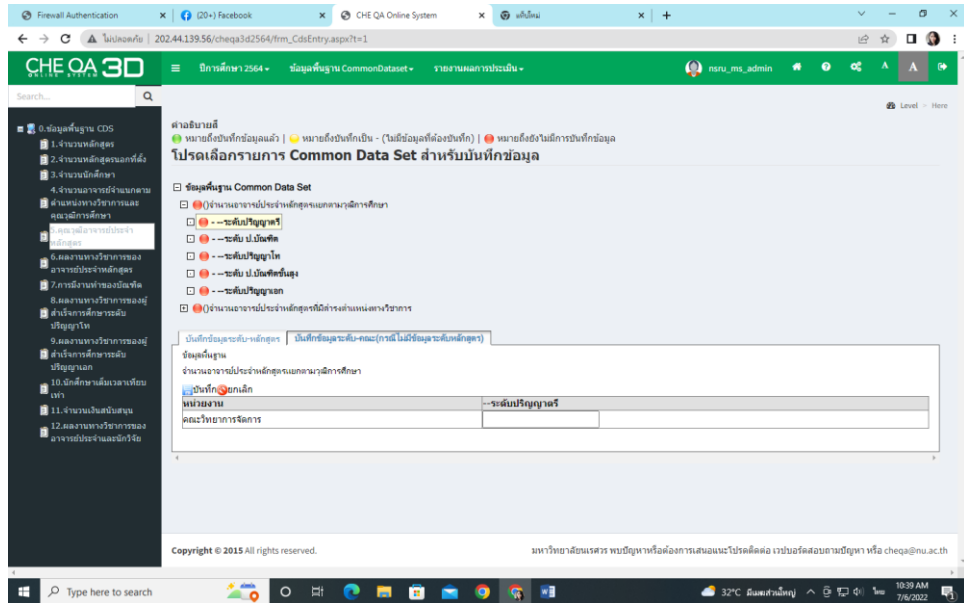 Firewall Authentication
(20+) Facebook
CHE QA Online System
แท็บใหม่
ไม่ปลอดภัย | 202.44.139.56/cheqa3d2564/frm_CdsEntry.aspx?t=1
CHE QA 3D
ONLINE SYSTEM
ปีการศึกษา 2564
ข้อมูลพื้นฐาน CommonDataset
รายงานผลการประเมิน
nsru_ms_admin
A
A
Search...
Level > Here
0.ข้อมูลพื้นฐาน CDS
1.จำนวนหลักสูตร
2.จำนวนหลักสูตรนอกที่ตั้ง
3.จำนวนนักศึกษา
4.จำนวนอาจารย์จำแนกตาม
ตำแหน่งทางวิชาการและ
คุณวุฒิการศึกษา
5.คุณวุฒิอาจารย์ประจำ
หลักสูตร
6.ผลงานทางวิชาการของ
อาจารย์ประจำหลักสูตร
7.การมีงานทำของบัณฑิต
8.ผลงานทางวิชาการของผู้
สำเร็จการศึกษาระดับ
ปริญญาโท
9.ผลงานทางวิชาการของผู้
สำเร็จการศึกษาระดับ
ปริญญาเอก
10.นักศึกษาเต็มเวลาเทียบ
เท่า
11.จำนวนเงินสนับสนุน
12.ผลงานทางวิชาการของ
อาจารย์ประจำและนักวิจัย
คำอธิบายสี
หมายถึงบันทึกข้อมูลแล้ว | หมายถึงบันทึกเป็น - (ไม่มีข้อมูลที่ต้องบันทึก) | หมายถึงยังไม่มีการบันทึกข้อมูล
โปรดเลือกรายการ Common Data Set สำหรับบันทึกข้อมูล
ข้อมูลพื้นฐาน Common Data Set
()จำนวนอาจารย์ประจำหลักสูตรแยกตามวุฒิการศึกษา
- --ระดับปริญญาตรี
- --ระดับ ป.บัณฑิต
- --ระดับปริญญาโท
- --ระดับ ป.บัณฑิตขั้นสูง
- --ระดับปริญญาเอก
()จำนวนอาจารย์ประจำหลักสูตรที่มีดำรงตำแหน่งทางวิชาการ
บันทึกข้อมูลระดับ-หลักสูตร
บันทึกข้อมูลระดับ-คณะ(กรณีไม่มีข้อมูลระดับหลักสูตร)
ข้อมูลพื้นฐาน
จำนวนอาจารย์ประจำหลักสูตรแยกตามวุฒิการศึกษา
บันทึก ยกเลิก
หน่วยงาน
--ระดับปริญญาตรี
คณะวิทยาการจัดการ
Copyright © 2015 All rights reserved.
มหาวิทยาลัยนเรศวร พบปัญหาหรือต้องการเสนอแนะโปรดติดต่อ เวปบอร์ดสอบถามปัญหา หรือ cheqa@nu.ac.th
Type here to search
32°C มีแดดส่วนใหญ่
ไทย
10:39 AM
7/6/2022